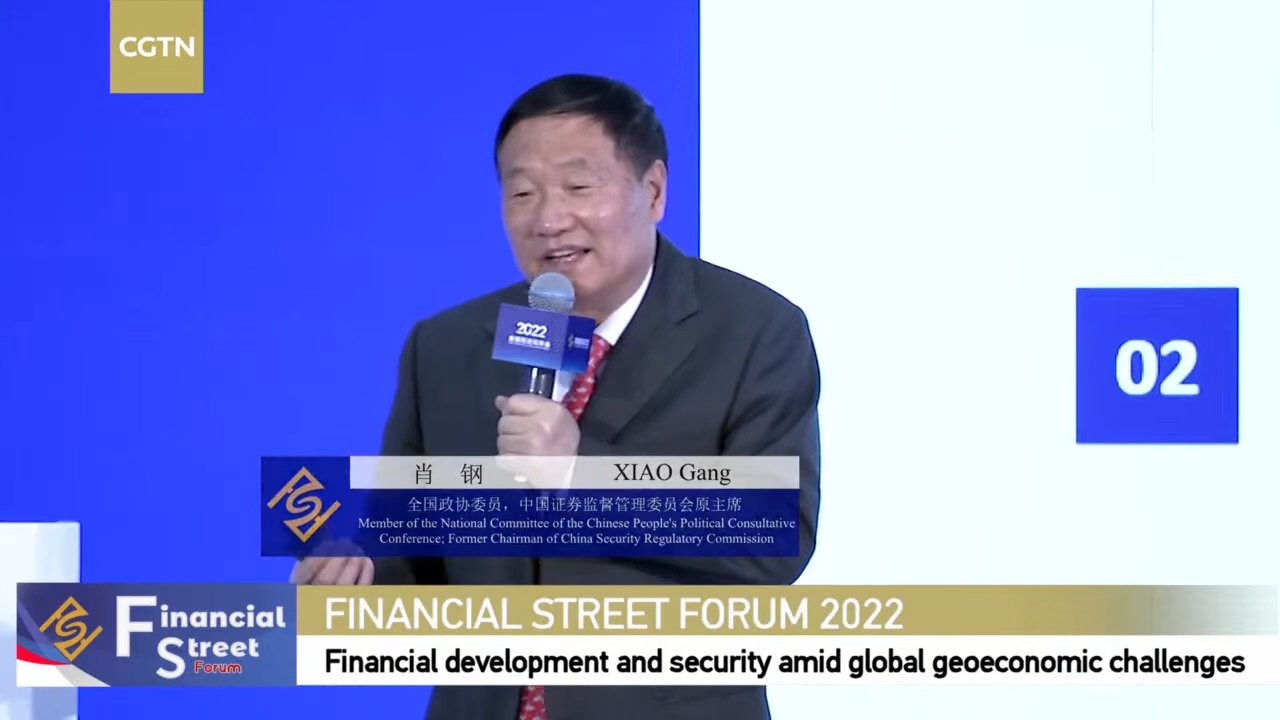 CGTN
2022
02
肖 钢 XIAO Gang
全国政协委员，中国证券监督管理委员会原主席
Member of the National Committee of the Chinese People's Political Consultative
Conference; Former Chairman of China Security Regulatory Commission
Financial
Street
Forum
FINANCIAL STREET FORUM 2022
Financial development and security amid global geoeconomic challenges